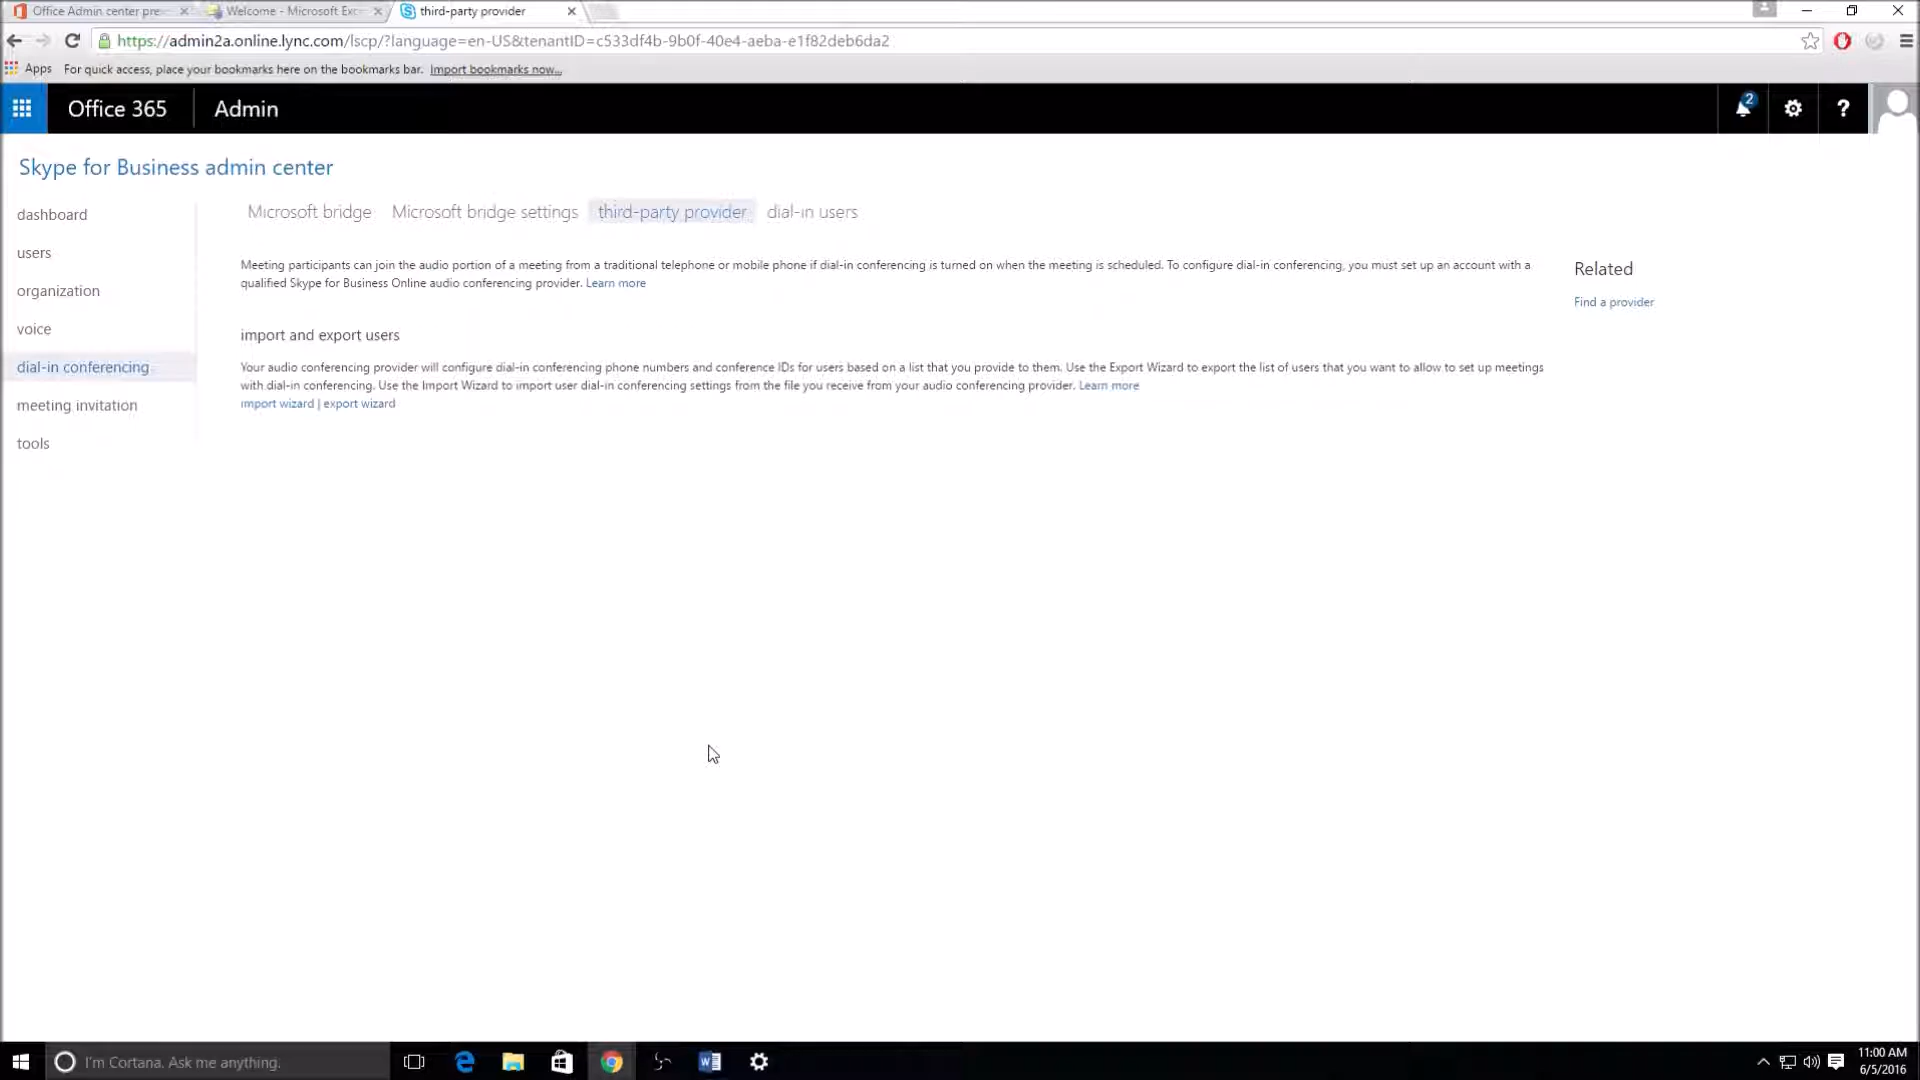 Office Admin center pre
Welcome - Microsoft Exc
third-party provider
https://admin2a.online.lync.com/lscp/?language=en-US&tenantID=c533df4b-9b0f-40e4-aeba-e1f82deb6da2
Apps
For quick access, place your bookmarks here on the bookmarks bar. Import bookmarks now...
Office 365
Admin
2
?
Skype for Business admin center
dashboard
users
organization
voice
dial-in conferencing
meeting invitation
tools
Microsoft bridge
Microsoft bridge settings
third-party provider
dial-in users
Meeting participants can join the audio portion of a meeting from a traditional telephone or mobile phone if dial-in conferencing is turned on when the meeting is scheduled. To configure dial-in conferencing, you must set up an account with a
qualified Skype for Business Online audio conferencing provider. Learn more
import and export users
Your audio conferencing provider will configure dial-in conferencing phone numbers and conference IDs for users based on a list that you provide to them. Use the Export Wizard to export the list of users that you want to allow to set up meetings
with dial-in conferencing. Use the Import Wizard to import user dial-in conferencing settings from the file you receive from your audio conferencing provider. Learn more
import wizard | export wizard
Related
Find a provider
I'm Cortana. Ask me anything.
11:00 AM
6/5/2016